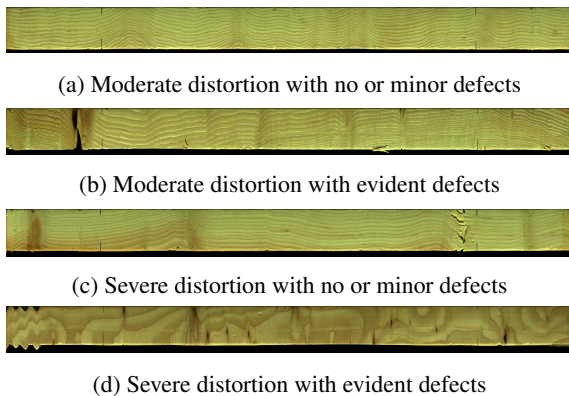 (a) Moderate distortion with no or minor defects
(b) Moderate distortion with evident defects
(c) Severe distortion with no or minor defects
(d) Severe distortion with evident defects